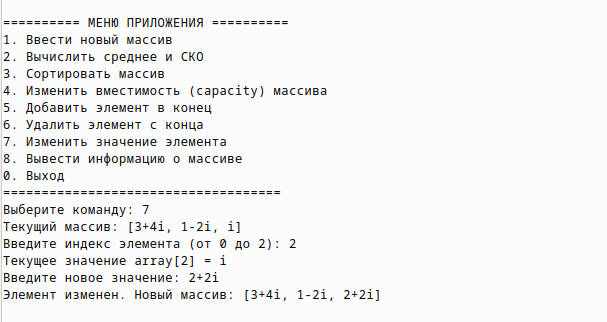 ========== МЕНЮ ПРИЛОЖЕНИЯ ==========
1. Ввести новый массив
2. Вычислить среднее и СКО
3. Сортировать массив
4. Изменить вместимость (capacity) массива
5. Добавить элемент в конец
6. Удалить элемент с конца
7. Изменить значение элемента
8. Вывести информацию о массиве
0. Выход
====================================
Выберите команду: 7
Текущий массив: [3+4i, 1-2i, i]
Введите индекс элемента (от 0 до 2): 2
Текущее значение array[2] = i
Введите новое значение: 2+2i
Элемент изменен. Новый массив: [3+4i, 1-2i, 2+2i]